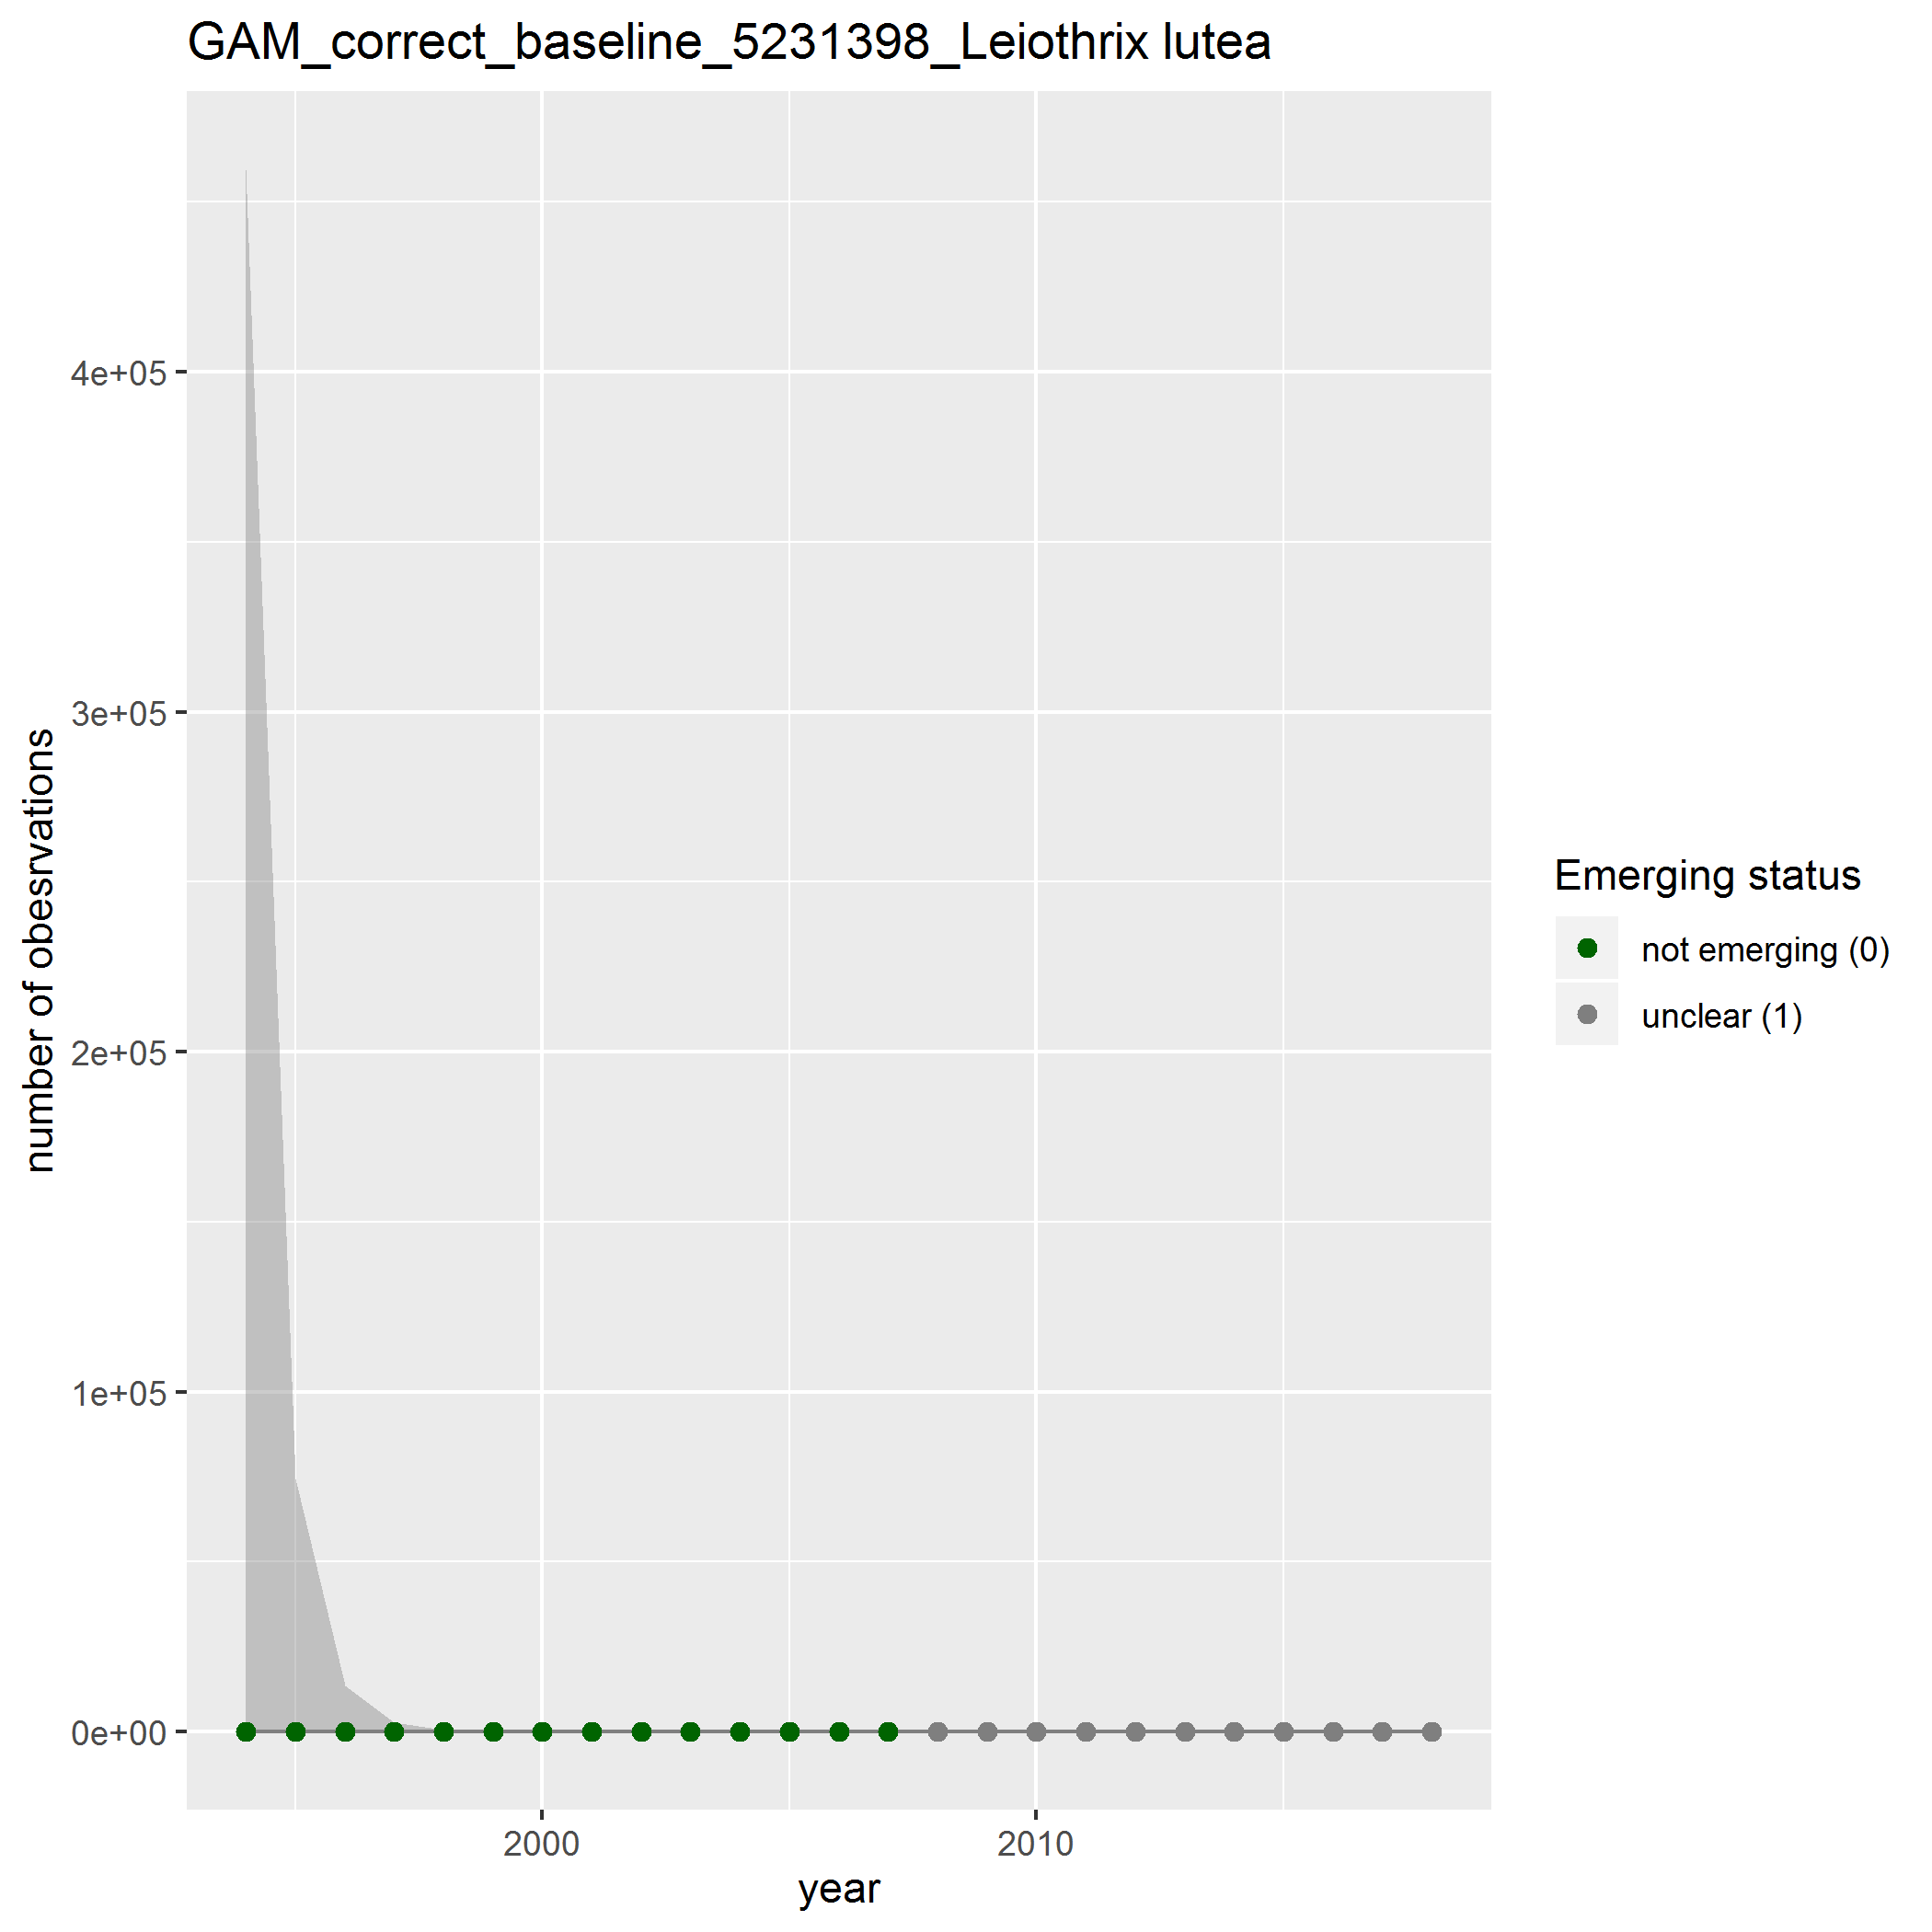 GAM_correct_baseline_5231398_Leiothrix lutea
number of obesrvations
4e+05
3e+05
2e+05
1e+05
0e+00
2000
2010
year
Emerging status
not emerging (0)
unclear (1)